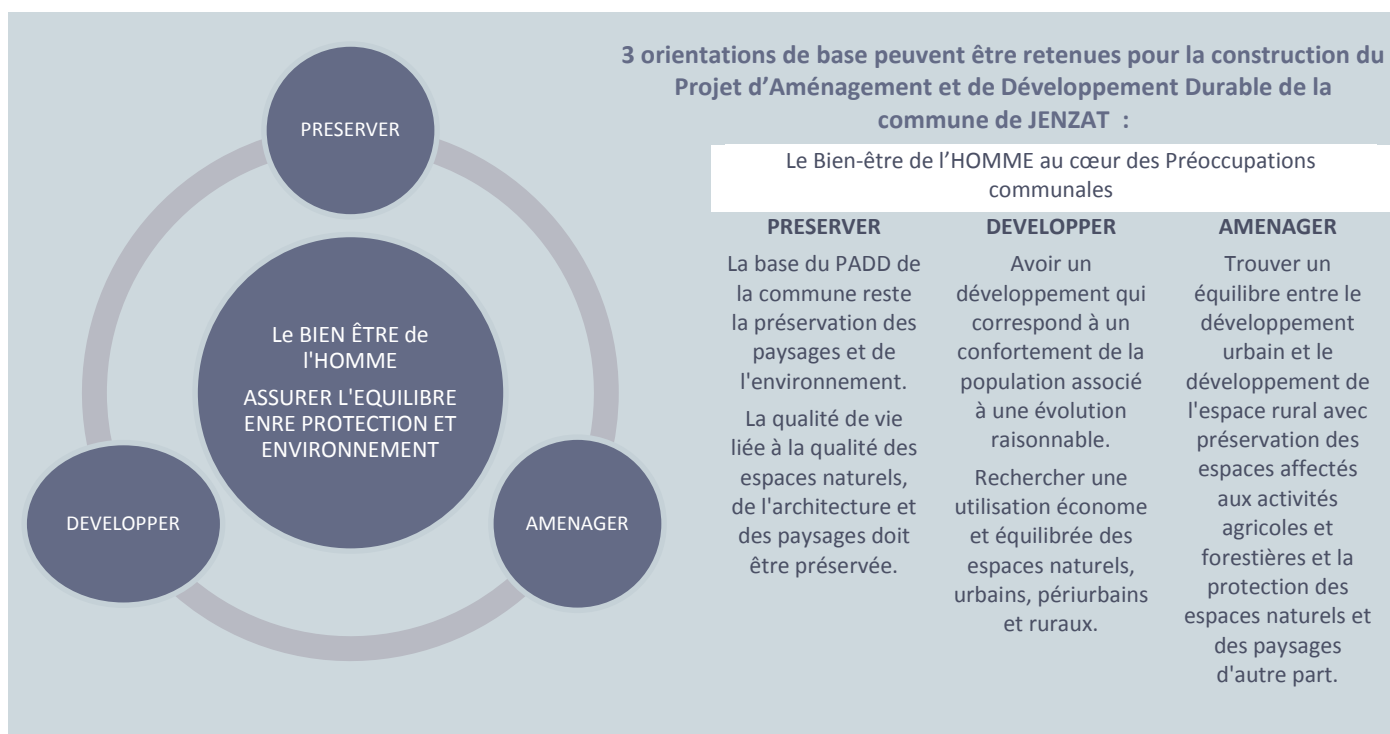 PRESERVER
Le BIEN ÊTRE de
l'HOMME
ASSURER L'EQUILIBRE
ENRE PROTECTION ET
ENVIRONNEMENT
DEVELOPPER
AMENAGER
3 orientations de base peuvent être retenues pour la construction du
Projet d’Aménagement et de Développement Durable de la
commune de JENZAT :
Le Bien-être de l’HOMME au cœur des Préoccupations
communales
PRESERVER
La base du PADD de
la commune reste
la préservation des
paysages et de
l'environnement.
La qualité de vie
liée à la qualité des
espaces naturels,
de l'architecture et
des paysages doit
être préservée.
DEVELOPPER
Avoir un
développement qui
correspond à un
confortement de la
population associé
à une évolution
raisonnable.
Rechercher une
utilisation économe
et équilibrée des
espaces naturels,
urbains, périurbains
et ruraux.
AMENAGER
Trouver un
équilibre entre le
développement
urbain et le
développement de
l'espace rural avec
préservation des
espaces affectés
aux activités
agricoles et
forestières et la
protection des
espaces naturels et
des paysages
d'autre part.